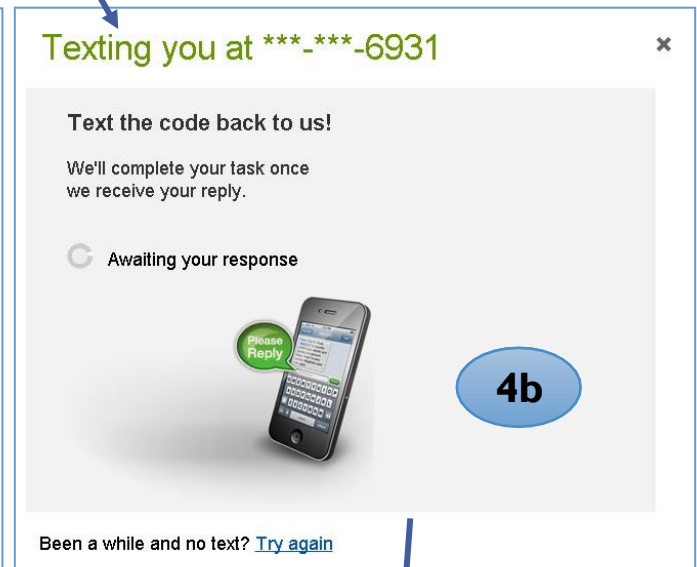 Texting you at ***-***-6931
×
Text the code back to us!
We'll complete your task once
we receive your reply.
Awaiting your response
Please
Reply
4b
Been a while and no text? Try again